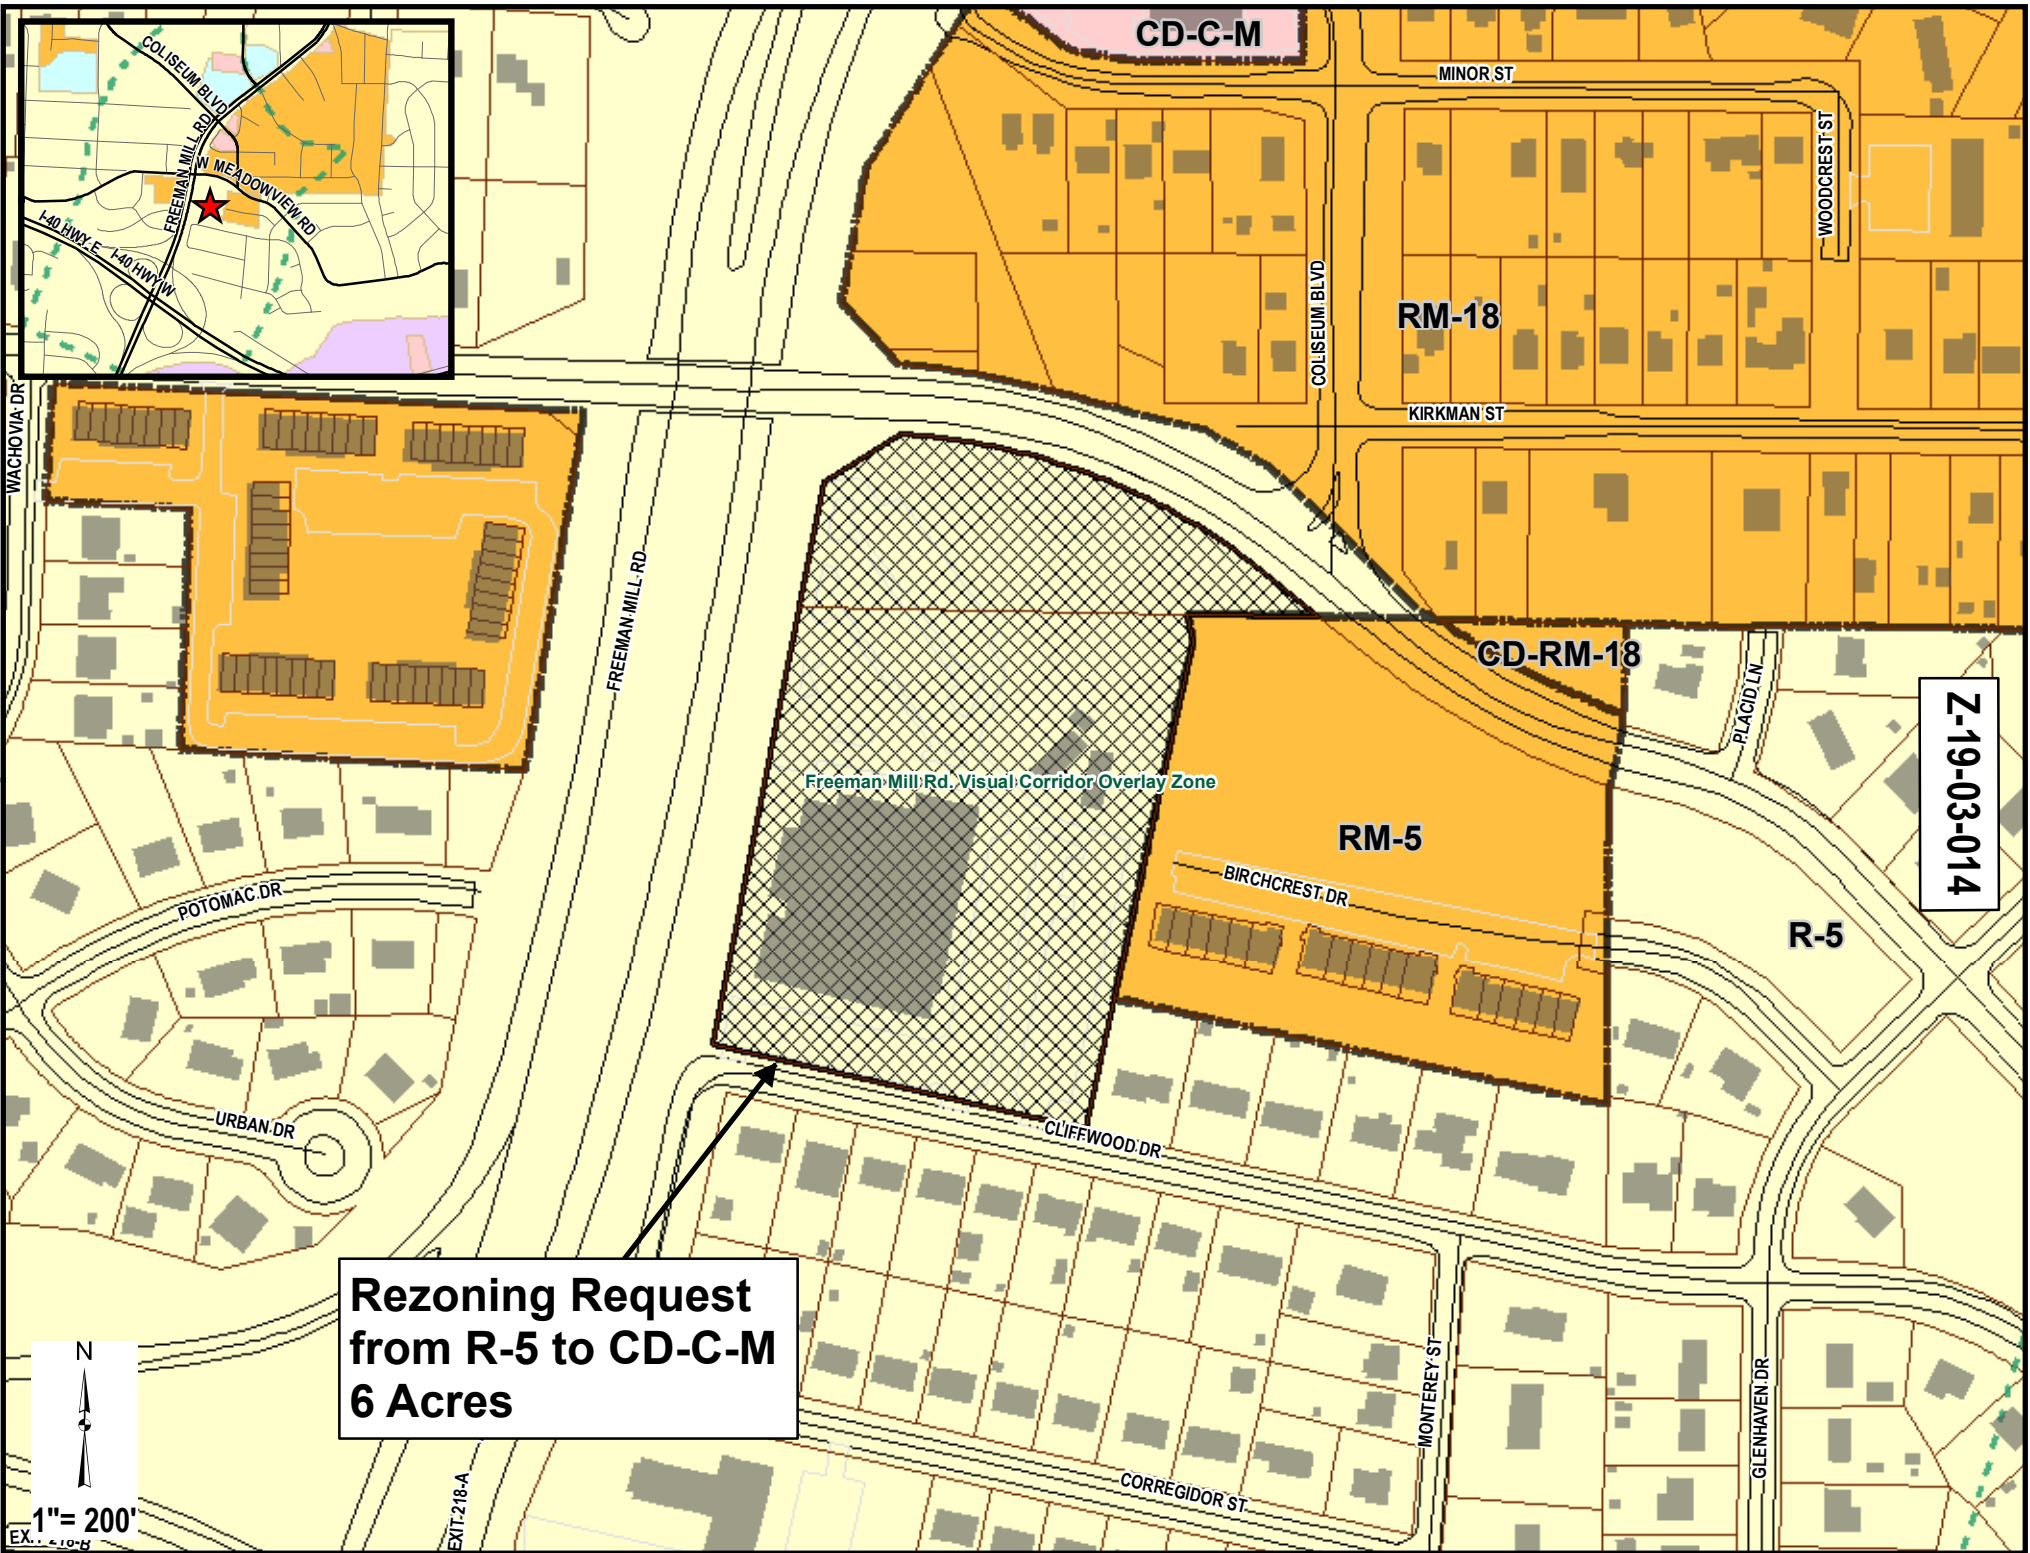 COLISEUM BLVD
FREEMAN MILL RD
W MEADOWVIEW RD
I-40 HWY E
I-40 HWY W
CD-C-M
MINOR ST
WOODCREST ST
COLISEUM BLVD
RM-18
KIRKMAN ST
WACHOVIA DR
FREEMAN MILL RD
CD-RM-18
PLACID LN
Z-19-03-014
Freeman Mill Rd. Visual Corridor Overlay Zone
RM-5
BIRCHCREST DR
R-5
POTOMAC DR
URBAN DR
CLIFFWOOD DR
Rezoning Request
from R-5 to CD-C-M
6 Acres
MONTEREY ST
GLENHAVEN DR
CORREGIDOR ST
EXIT 218-A
N
1"= 200'
EXIT 218-B